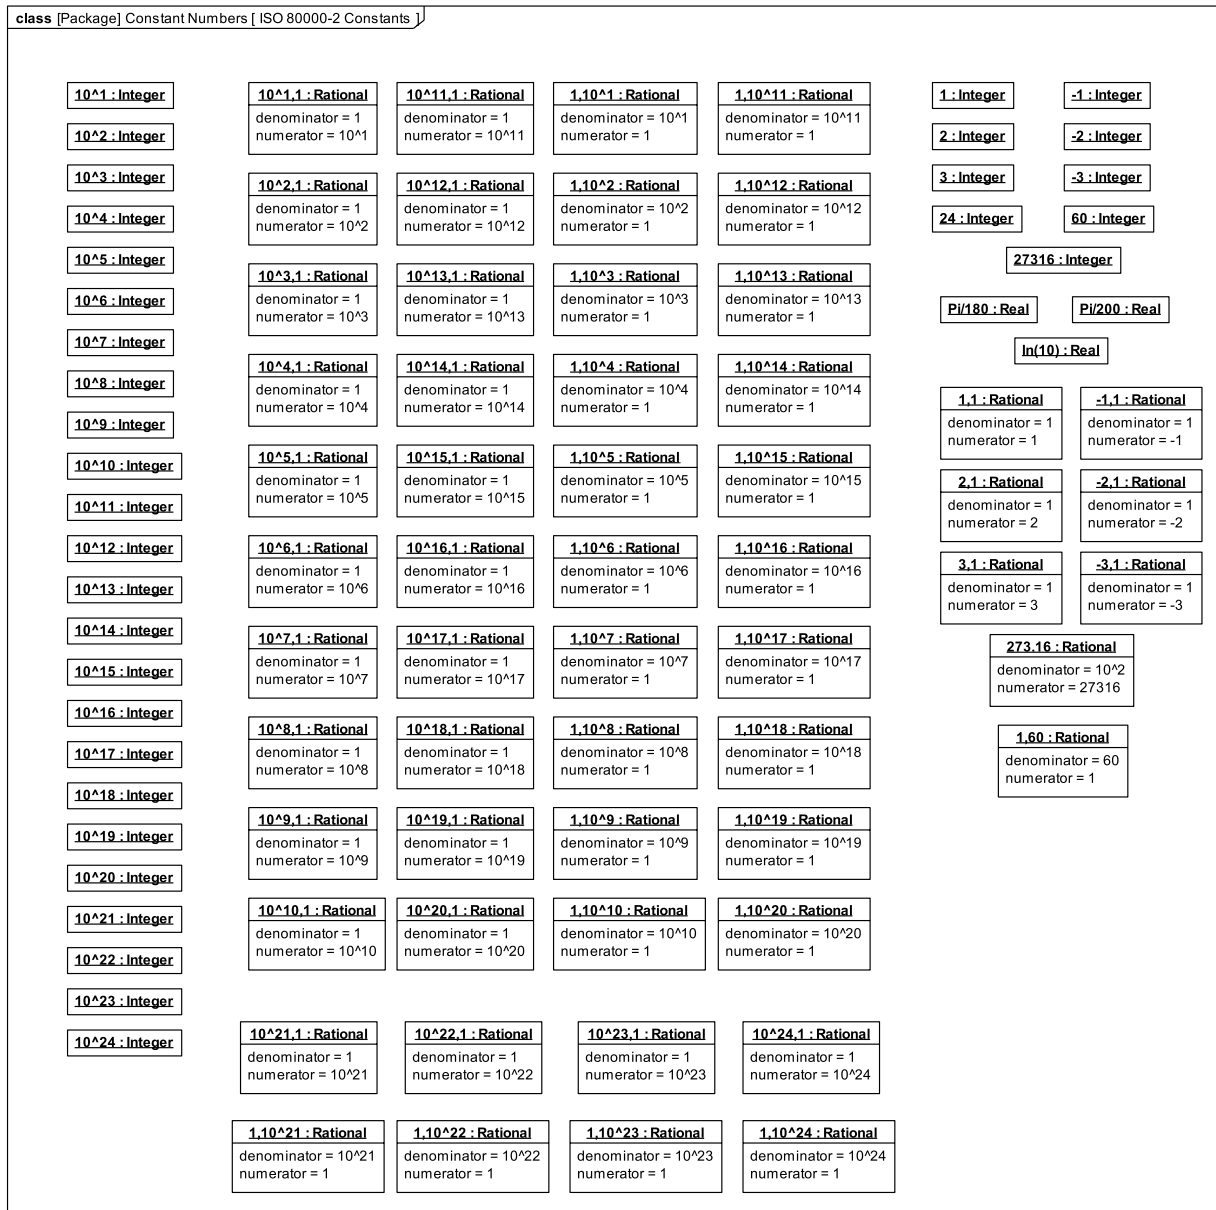 class [Package] Constant Numbers [ ISO 80000-2 Constants ]
10^1 : Integer
10^2 : Integer
10^3 : Integer
10^4 : Integer
10^5 : Integer
10^6 : Integer
10^7 : Integer
10^8 : Integer
10^9 : Integer
10^10 : Integer
10^11 : Integer
10^12 : Integer
10^13 : Integer
10^14 : Integer
10^15 : Integer
10^16 : Integer
10^17 : Integer
10^18 : Integer
10^19 : Integer
10^20 : Integer
10^21 : Integer
10^22 : Integer
10^23 : Integer
10^24 : Integer
10^1,1 : Rational
denominator = 1
numerator = 10^1
10^11,1 : Rational
denominator = 1
numerator = 10^11
1,10^1 : Rational
denominator = 10^1
numerator = 1
1,10^11 : Rational
denominator = 10^11
numerator = 1
10^2,1 : Rational
denominator = 1
numerator = 10^2
10^12,1 : Rational
denominator = 1
numerator = 10^12
1,10^2 : Rational
denominator = 10^2
numerator = 1
1,10^12 : Rational
denominator = 10^12
numerator = 1
10^3,1 : Rational
denominator = 1
numerator = 10^3
10^13,1 : Rational
denominator = 1
numerator = 10^13
1,10^3 : Rational
denominator = 10^3
numerator = 1
1,10^13 : Rational
denominator = 10^13
numerator = 1
10^4,1 : Rational
denominator = 1
numerator = 10^4
10^14,1 : Rational
denominator = 1
numerator = 10^14
1,10^4 : Rational
denominator = 10^4
numerator = 1
1,10^14 : Rational
denominator = 10^14
numerator = 1
10^5,1 : Rational
denominator = 1
numerator = 10^5
10^15,1 : Rational
denominator = 1
numerator = 10^15
1,10^5 : Rational
denominator = 10^5
numerator = 1
1,10^15 : Rational
denominator = 10^15
numerator = 1
10^6,1 : Rational
denominator = 1
numerator = 10^6
10^16,1 : Rational
denominator = 1
numerator = 10^16
1,10^6 : Rational
denominator = 10^6
numerator = 1
1,10^16 : Rational
denominator = 10^16
numerator = 1
10^7,1 : Rational
denominator = 1
numerator = 10^7
10^17,1 : Rational
denominator = 1
numerator = 10^17
1,10^7 : Rational
denominator = 10^7
numerator = 1
1,10^17 : Rational
denominator = 10^17
numerator = 1
10^8,1 : Rational
denominator = 1
numerator = 10^8
10^18,1 : Rational
denominator = 1
numerator = 10^18
1,10^8 : Rational
denominator = 10^8
numerator = 1
1,10^18 : Rational
denominator = 10^18
numerator = 1
10^9,1 : Rational
denominator = 1
numerator = 10^9
10^19,1 : Rational
denominator = 1
numerator = 10^19
1,10^9 : Rational
denominator = 10^9
numerator = 1
1,10^19 : Rational
denominator = 10^19
numerator = 1
10^10,1 : Rational
denominator = 1
numerator = 10^10
10^20,1 : Rational
denominator = 1
numerator = 10^20
1,10^10 : Rational
denominator = 10^10
numerator = 1
1,10^20 : Rational
denominator = 10^20
numerator = 1
10^21,1 : Rational
denominator = 1
numerator = 10^21
10^22,1 : Rational
denominator = 1
numerator = 10^22
10^23,1 : Rational
denominator = 1
numerator = 10^23
10^24,1 : Rational
denominator = 1
numerator = 10^24
1,10^21 : Rational
denominator = 10^21
numerator = 1
1,10^22 : Rational
denominator = 10^22
numerator = 1
1,10^23 : Rational
denominator = 10^23
numerator = 1
1,10^24 : Rational
denominator = 10^24
numerator = 1
1 : Integer
-1 : Integer
2 : Integer
-2 : Integer
3 : Integer
-3 : Integer
24 : Integer
60 : Integer
27316 : Integer
Pi/180 : Real
Pi/200 : Real
ln(10) : Real
1,1 : Rational
denominator = 1
numerator = 1
-1,1 : Rational
denominator = 1
numerator = -1
2,1 : Rational
denominator = 1
numerator = 2
-2,1 : Rational
denominator = 1
numerator = -2
3,1 : Rational
denominator = 1
numerator = 3
-3,1 : Rational
denominator = 1
numerator = -3
273.16 : Rational
denominator = 10^2
numerator = 27316
1,60 : Rational
denominator = 60
numerator = 1